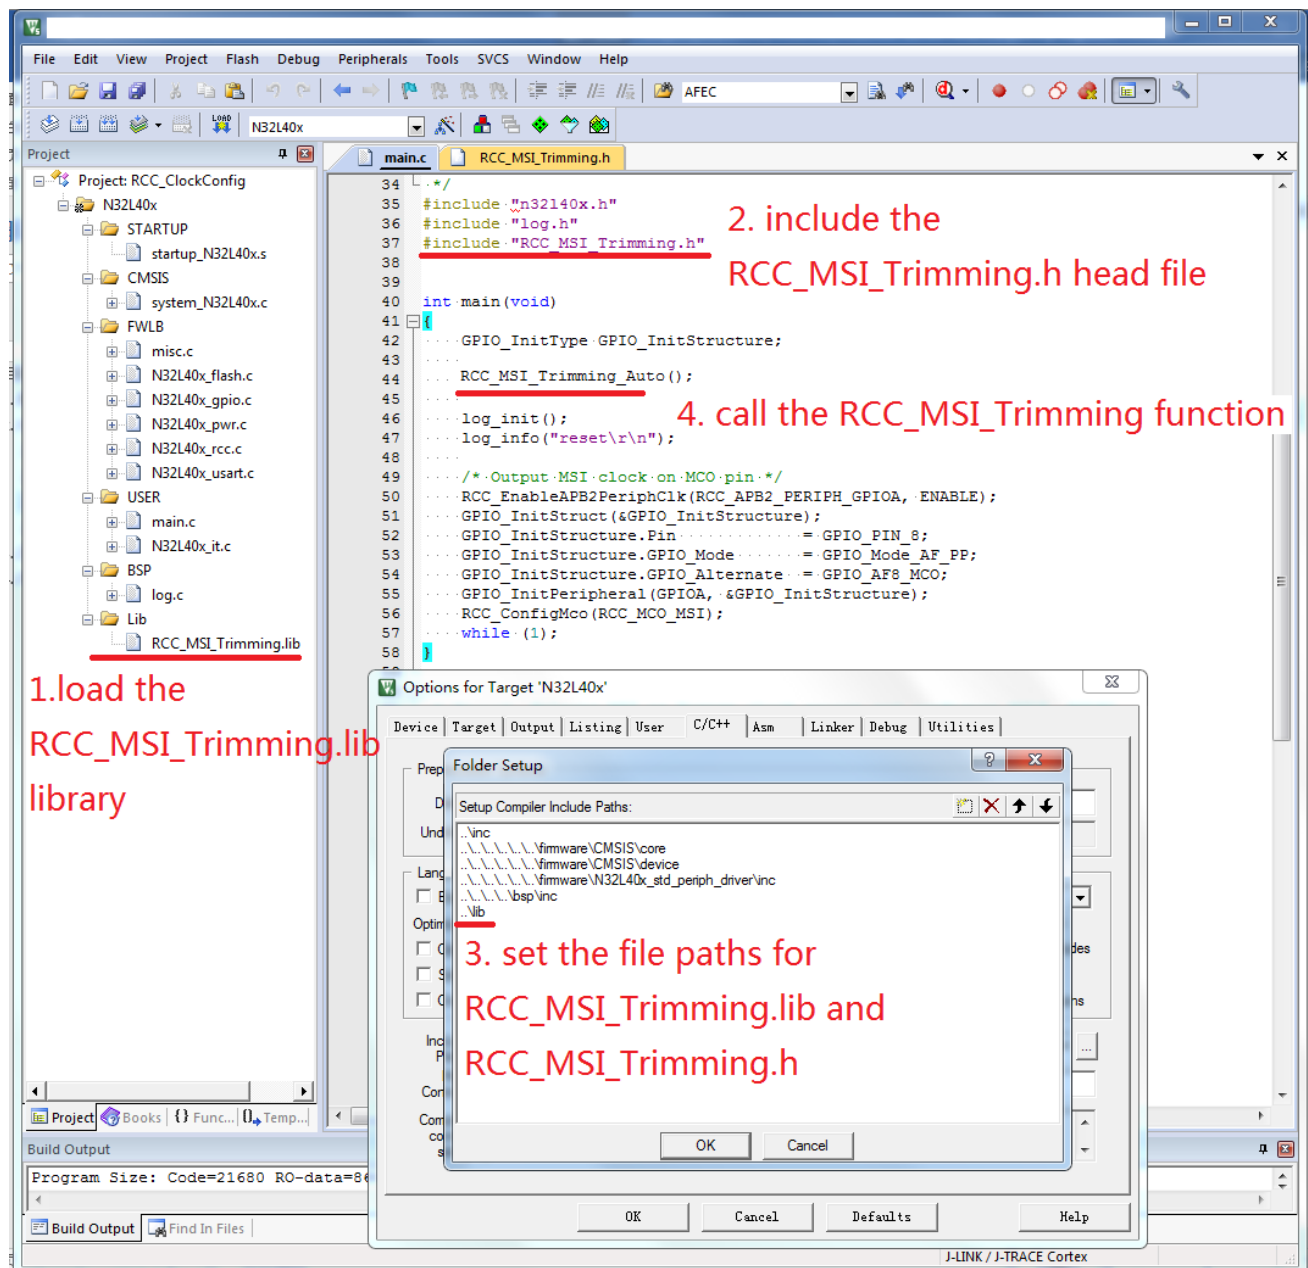 File Edit View Project Flash Debug Peripherals Tools SVCS Window Help
AFEC
LOAD N32L40x
Project
main.c RCC_MSI_Trimming.h
Project: RCC_ClockConfig
N32L40x
STARTUP
startup_N32L40x.s
CMSIS
system_N32L40x.c
FWLB
misc.c
N32L40x_flash.c
N32L40x_gpio.c
N32L40x_pwr.c
N32L40x_rcc.c
N32L40x_usart.c
USER
main.c
N32L40x_it.c
BSP
log.c
Lib
RCC_MSI_Trimming.lib
1.load the
RCC_MSI_Trimming.lib
library
34 */
35 #include "n32l40x.h"
36 #include "log.h"
37 #include "RCC_MSI_Trimming.h"
38
39
40 int main(void)
41 {
42 GPIO_InitType GPIO_InitStructure;
43
44 RCC_MSI_Trimming_Auto();
45
46 log_init();
47 log_info("reset\r\n");
48
49 /* Output MSI clock on MCO pin */
50 RCC_EnableAPB2PeriphClk(RCC_APB2_PERIPH_GPIOA, ENABLE);
51 GPIO_InitStruct(&GPIO_InitStructure);
52 GPIO_InitStructure.Pin = GPIO_PIN_8;
53 GPIO_InitStructure.GPIO_Mode = GPIO_Mode_AF_PP;
54 GPIO_InitStructure.GPIO_Alternate = GPIO_AF8_MCO;
55 GPIO_InitPeripheral(GPIOA, &GPIO_InitStructure);
56 RCC_ConfigMco(RCC_MCO_MSI);
57 while (1);
58 }
2. include the
RCC_MSI_Trimming.h head file
4. call the RCC_MSI_Trimming function
Options for Target 'N32L40x'
Device Target Output Listing User C/C++ Asm Linker Debug Utilities
Folder Setup
Setup Compiler Include Paths:
..\inc
..\..\..\..\..\..\firmware\CMSIS\core
..\..\..\..\..\..\firmware\CMSIS\device
..\..\..\..\..\..\firmware\N32L40x_std_periph_driver\inc
..\..\..\..\bsp\inc
..\lib
3. set the file paths for
RCC_MSI_Trimming.lib and
RCC_MSI_Trimming.h
OK Cancel
OK Cancel Defaults Help
Project Books {} Func... Temp...
Build Output
Program Size: Code=21680 RO-data=86
Build Output Find In Files
J-LINK / J-TRACE Cortex